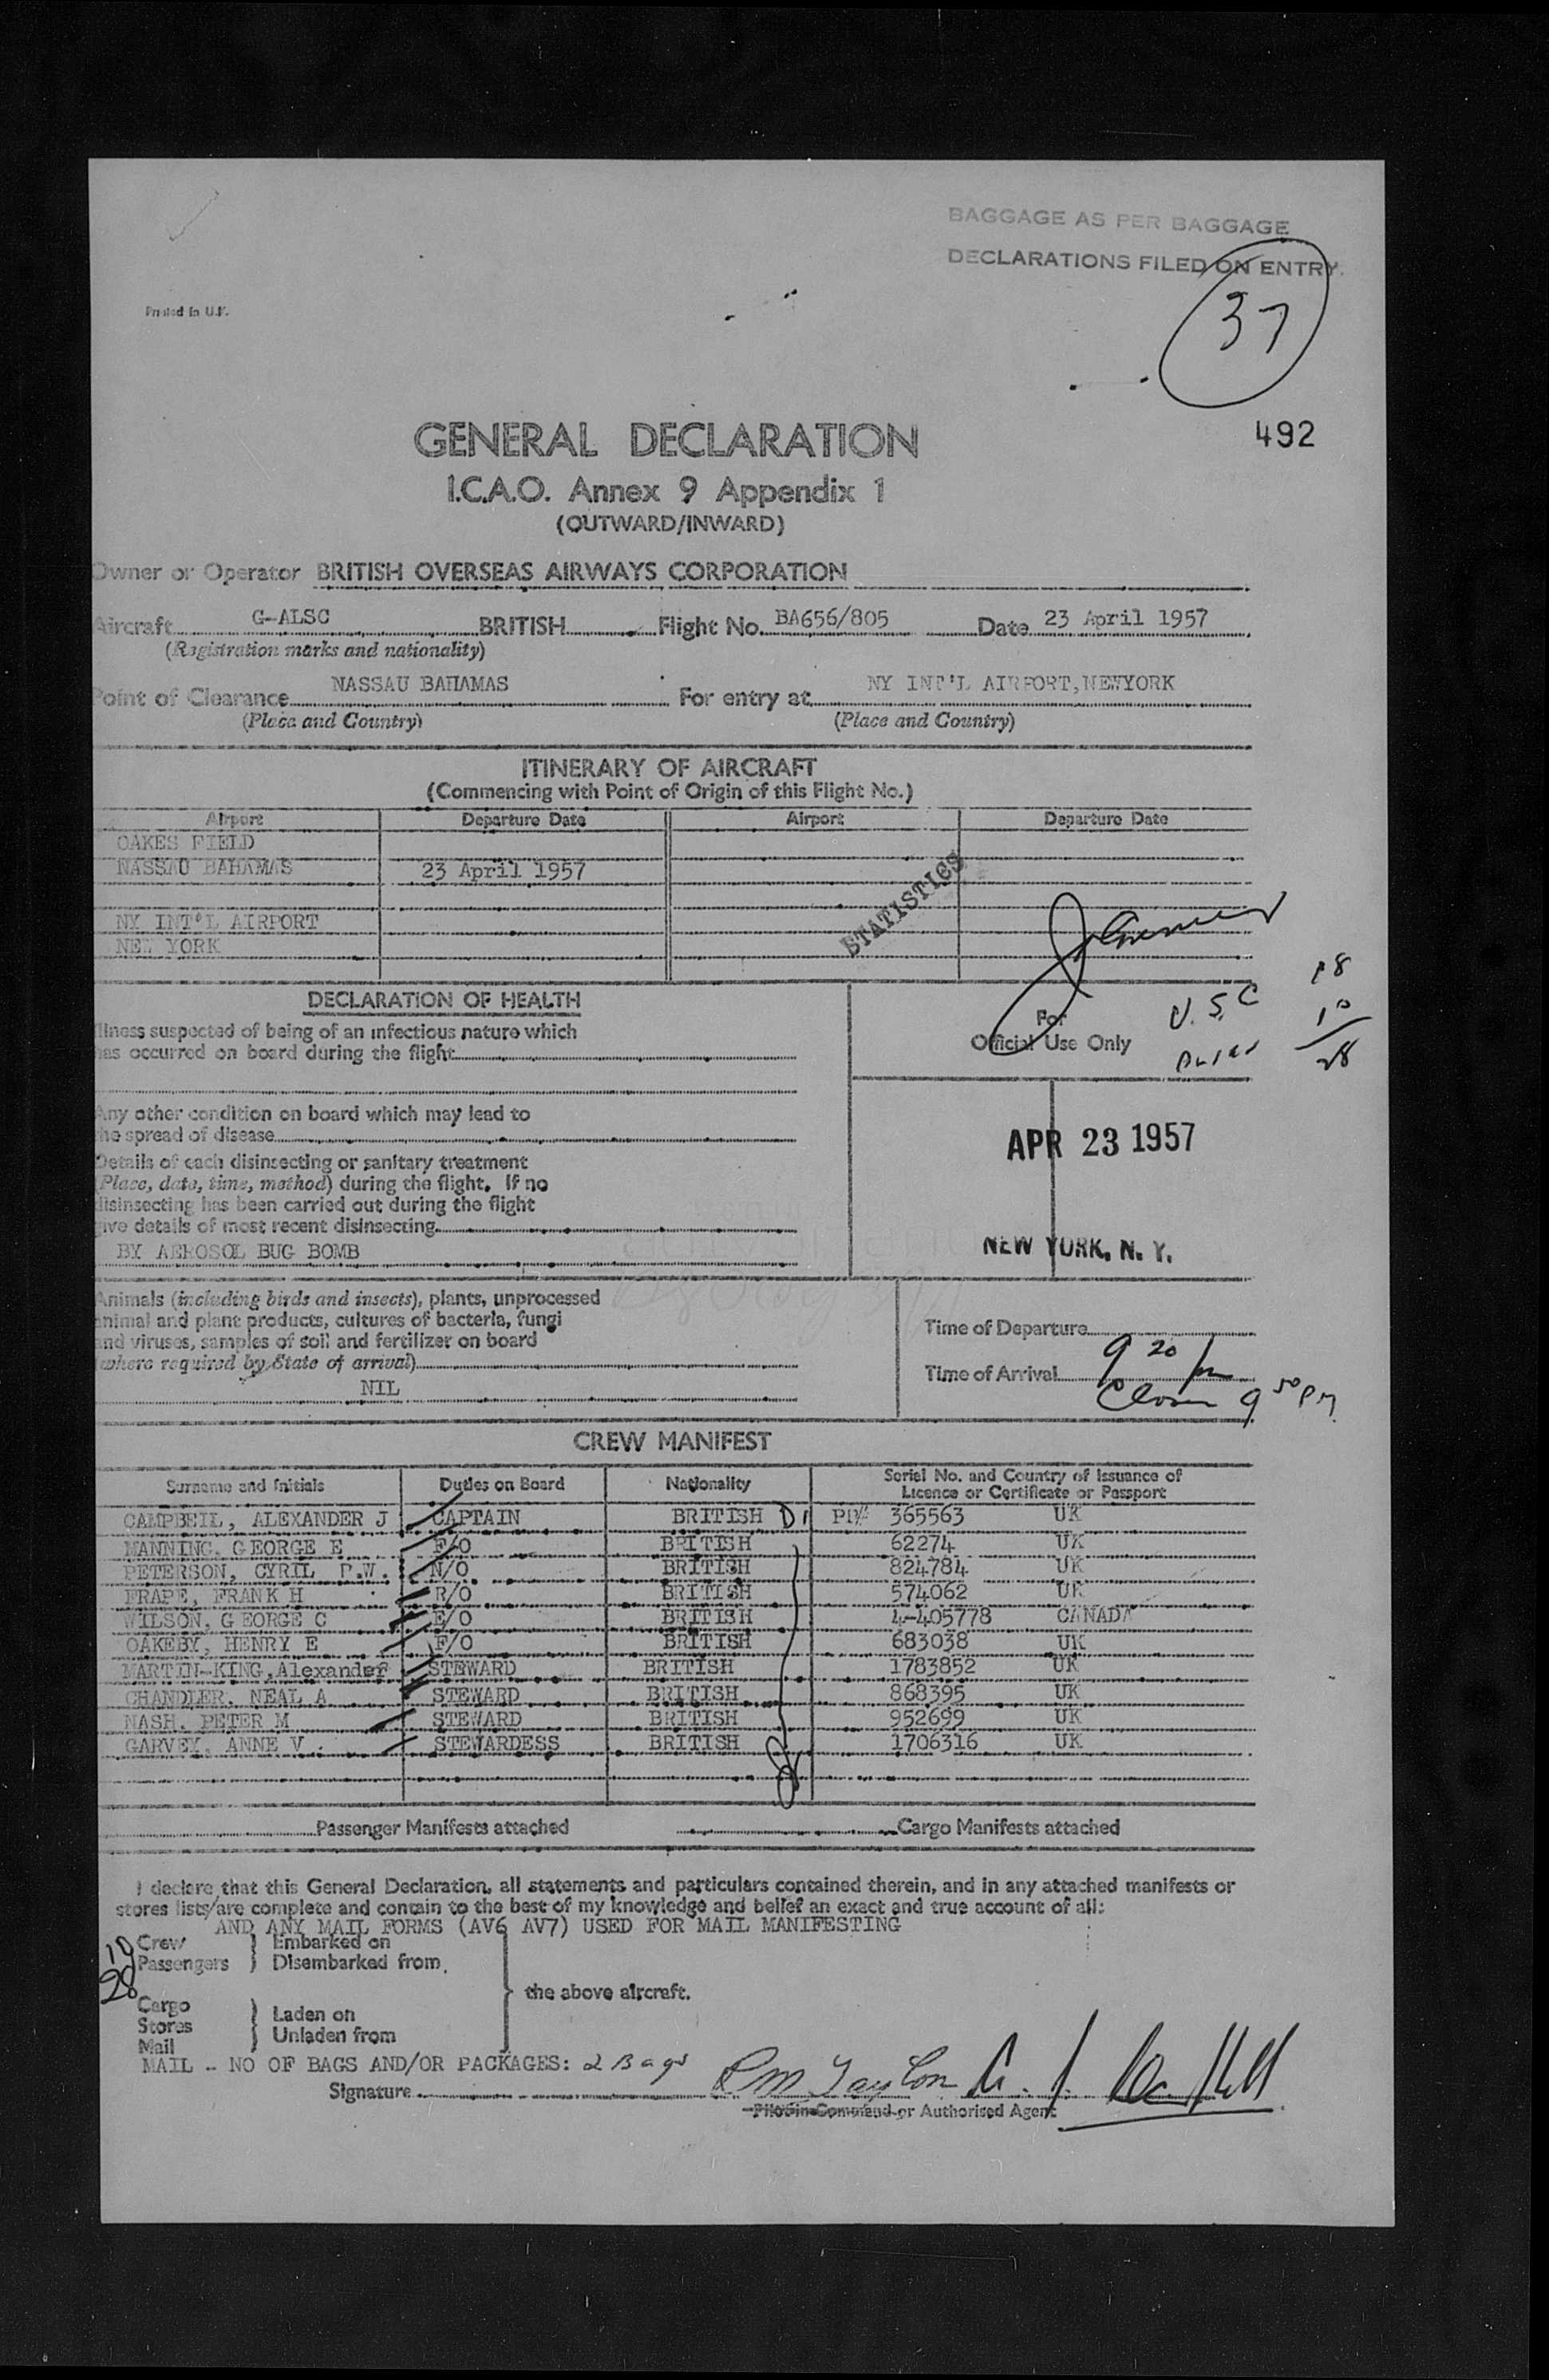 BAGGAGE AS PER BAGGAGE
DECLARATIONS FILED ON ENTRY.
Printed in U.K.
37
492
GENERAL DECLARATION
I.C.A.O. Annex 9 Appendix 1
(OUTWARD/INWARD)
Owner or Operator BRITISH OVERSEAS AIRWAYS CORPORATION
Aircraft G-ALSC BRITISH Flight No. BA656/805 Date 23 April 1957
(Registration marks and nationality)
Point of Clearance NASSAU BAHAMAS For entry at NY INT'L AIRPORT,NEWYORK
(Place and Country) (Place and Country)
ITINERARY OF AIRCRAFT
(Commencing with Point of Origin of this Flight No.)
Airport Departure Date Airport Departure Date
OAKES FIELD
NASSAU BAHAMAS 23 April 1957
STATISTICS
NY INT'L AIRPORT
NEW YORK
DECLARATION OF HEALTH
llness suspected of being of an infectious nature which
has occurred on board during the flight
For
Official Use Only
U.S.C 18
10
28
Any other condition on board which may lead to
the spread of disease
APR 23 1957
Details of each disinsecting or sanitary treatment
(Place, date, time, method) during the flight. If no
disinsecting has been carried out during the flight
give details of most recent disinsecting
BY AEROSOL BUG BOMB
NEW YORK, N. Y.
Animals (including birds and insects), plants, unprocessed
animal and plant products, cultures of bacteria, fungi
and viruses, samples of soil and fertilizer on board
(where required by State of arrival)
NIL
Time of Departure
Time of Arrival 9 20 pm
9 50 PM
CREW MANIFEST
Surname and Initials Duties on Board Nationality Serial No. and Country of Issuance of
Licence or Certificate or Passport
CAMPBELL, ALEXANDER J CAPTAIN BRITISH D1 PP# 365563 UK
MANNING, GEORGE E F/O BRITISH 62274 UK
PETERSON, CYRIL P.W. N/O BRITISH 824784 UK
FRAPE, FRANK H R/O BRITISH 574062 UK
WILSON, GEORGE C E/O BRITISH 4-405778 CANADA
OAKEBY, HENRY E F/O BRITISH 683038 UK
MARTIN-KING,Alexander STEWARD BRITISH 1783852 UK
CHANDLER, NEAL A STEWARD BRITISH 868395 UK
NASH, PETER M STEWARD BRITISH 952699 UK
GARVEY, ANNE V. STEWARDESS BRITISH 1706316 UK
Passenger Manifests attached Cargo Manifests attached
I declare that this General Declaration, all statements and particulars contained therein, and in any attached manifests or
stores lists/are complete and contain to the best of my knowledge and belief an exact and true account of all:
AND ANY MAIL FORMS (AV6 AV7) USED FOR MAIL MANIFESTING
10 Crew Embarked on
28 Passengers Disembarked from
the above aircraft.
Cargo
Stores Laden on
Mail Unladen from
MAIL - NO OF BAGS AND/OR PACKAGES: 2 Bags
Signature P M Taylon
Pilot-in-Command or Authorised Agent